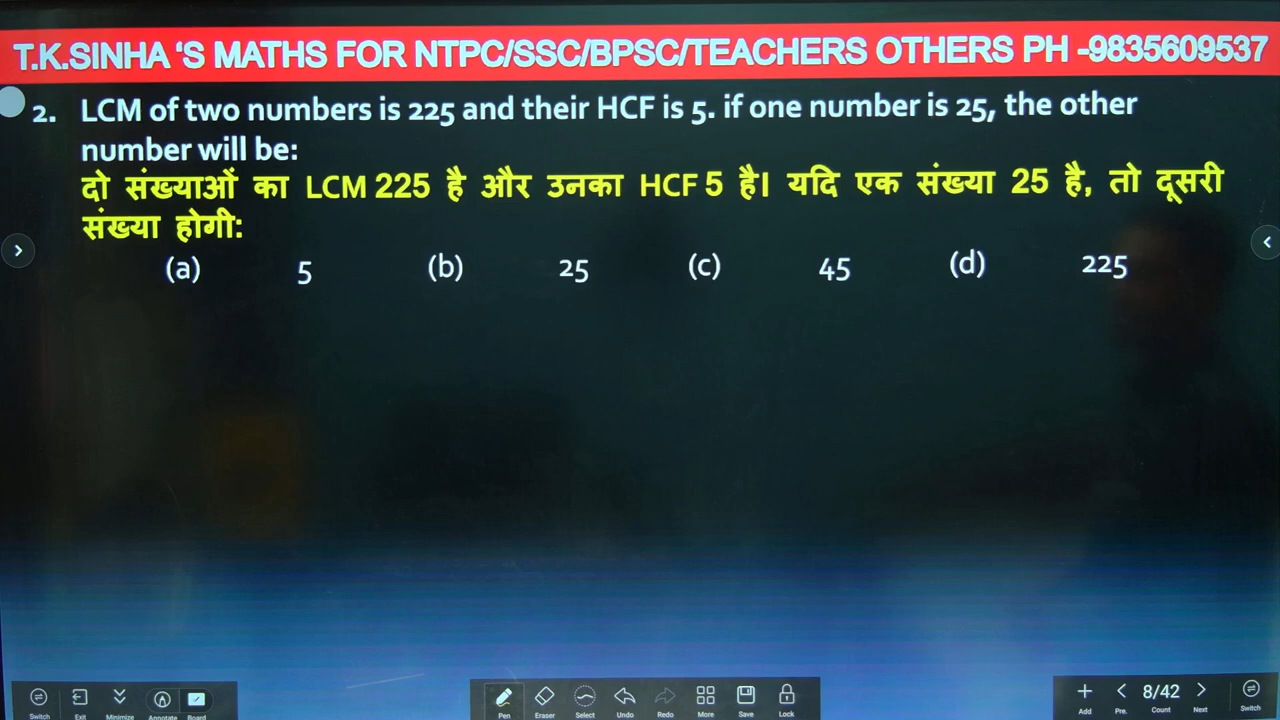 T.K.SINHA ‘S MATHS FOR NTPC/SSC/BPSC/TEACHERS OTHERS PH -9835609537
2. LCM of two numbers is 225 and their HCF is 5. if one number is 25, the other
number will be:
दो संख्याओं का LCM 225 है और उनका HCF 5 है। यदि एक संख्या 25 है, तो दूसरी
संख्या होगी:
(a) 5 (b) 25 (c) 45 (d) 225
Switch Exit Minimize Annotate Board Pen Eraser Select Undo Redo More Save Lock Add Pre. 8/42 Count Next Switch